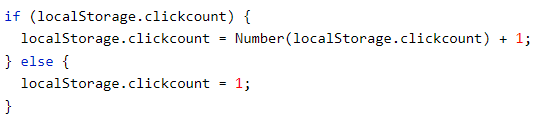 if (localStorage.clickcount) {
  localStorage.clickcount = Number(localStorage.clickcount) + 1;
} else {
  localStorage.clickcount = 1;
}